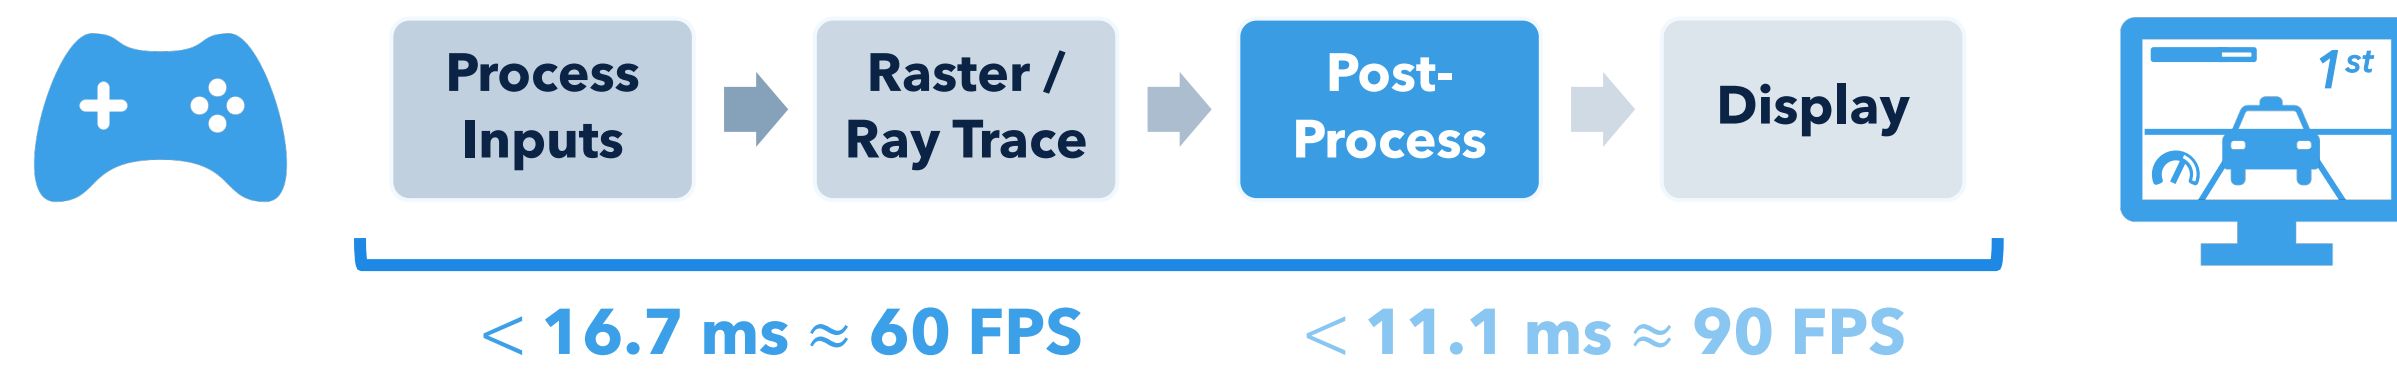 Process
Inputs
Raster /
Ray Trace
Post-
Process
Display
1st
< 16.7 ms ≈ 60 FPS
< 11.1 ms ≈ 90 FPS